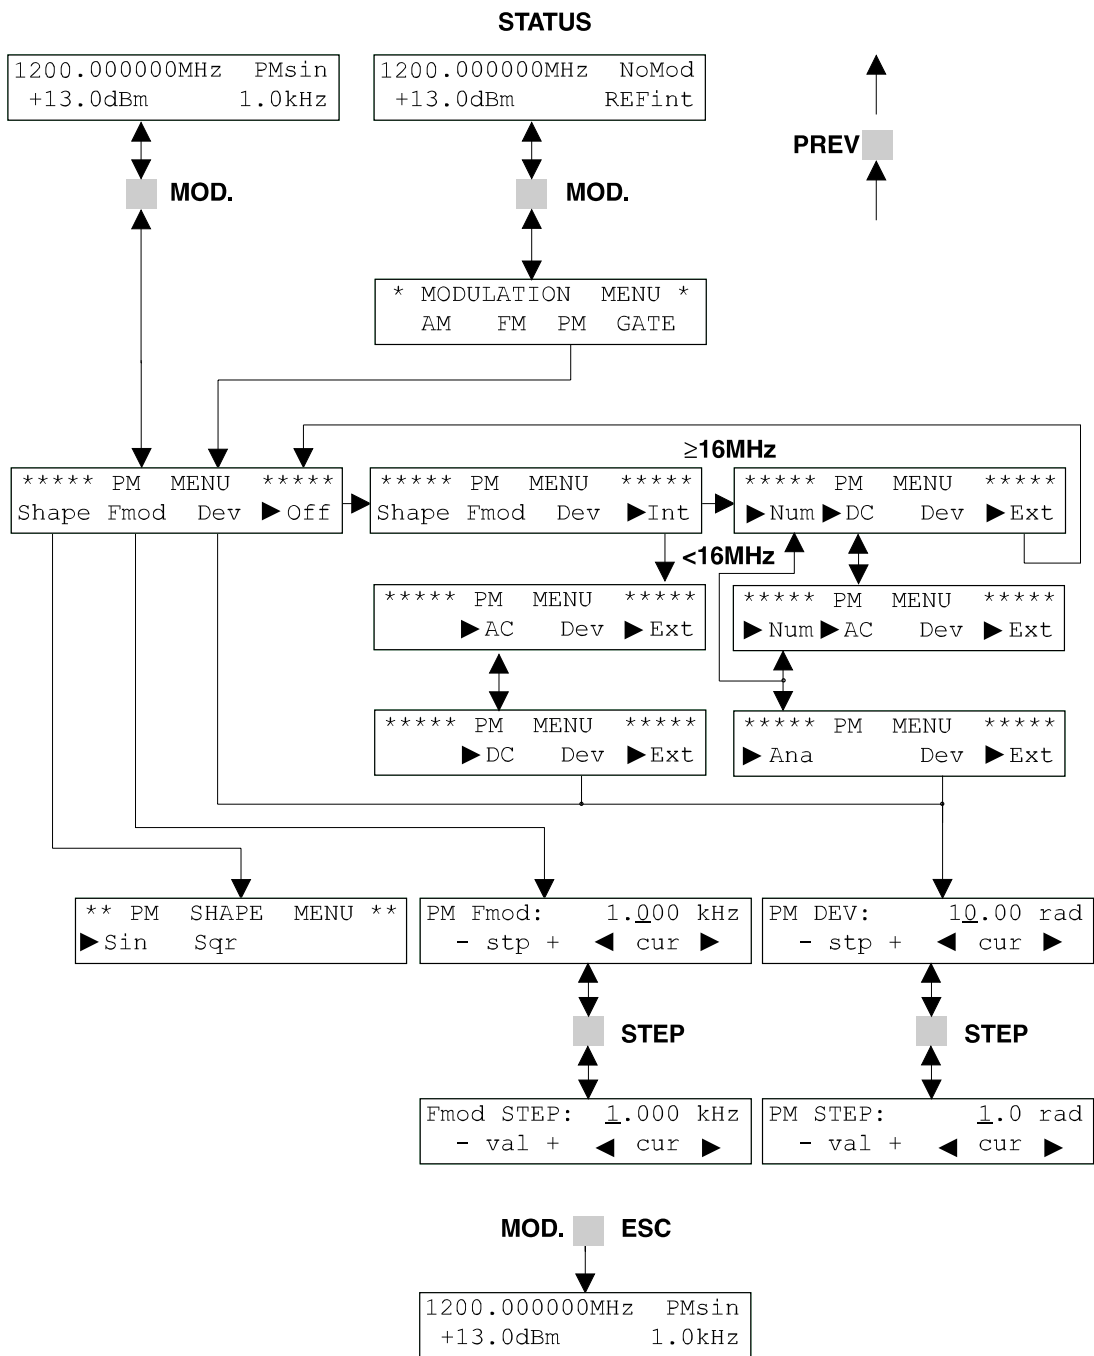 STATUS
1200.000000MHz PMsin
+13.0dBm 1.0kHz
1200.000000MHz NoMod
+13.0dBm REFint
PREV
MOD.
MOD.
* MODULATION MENU *
AM FM PM GATE
≥16MHz
***** PM MENU *****
Shape Fmod Dev ▶Off
***** PM MENU *****
Shape Fmod Dev ▶Int
***** PM MENU *****
▶Num ▶DC Dev ▶Ext
<16MHz
***** PM MENU *****
▶AC Dev ▶Ext
***** PM MENU *****
▶Num ▶AC Dev ▶Ext
***** PM MENU *****
▶DC Dev ▶Ext
***** PM MENU *****
▶Ana Dev ▶Ext
** PM SHAPE MENU **
▶Sin Sqr
PM Fmod: 1.000 kHz
- stp + ◀ cur ▶
PM DEV: 10.00 rad
- stp + ◀ cur ▶
STEP
STEP
Fmod STEP: 1.000 kHz
- val + ◀ cur ▶
PM STEP: 1.0 rad
- val + ◀ cur ▶
MOD. ESC
1200.000000MHz PMsin
+13.0dBm 1.0kHz